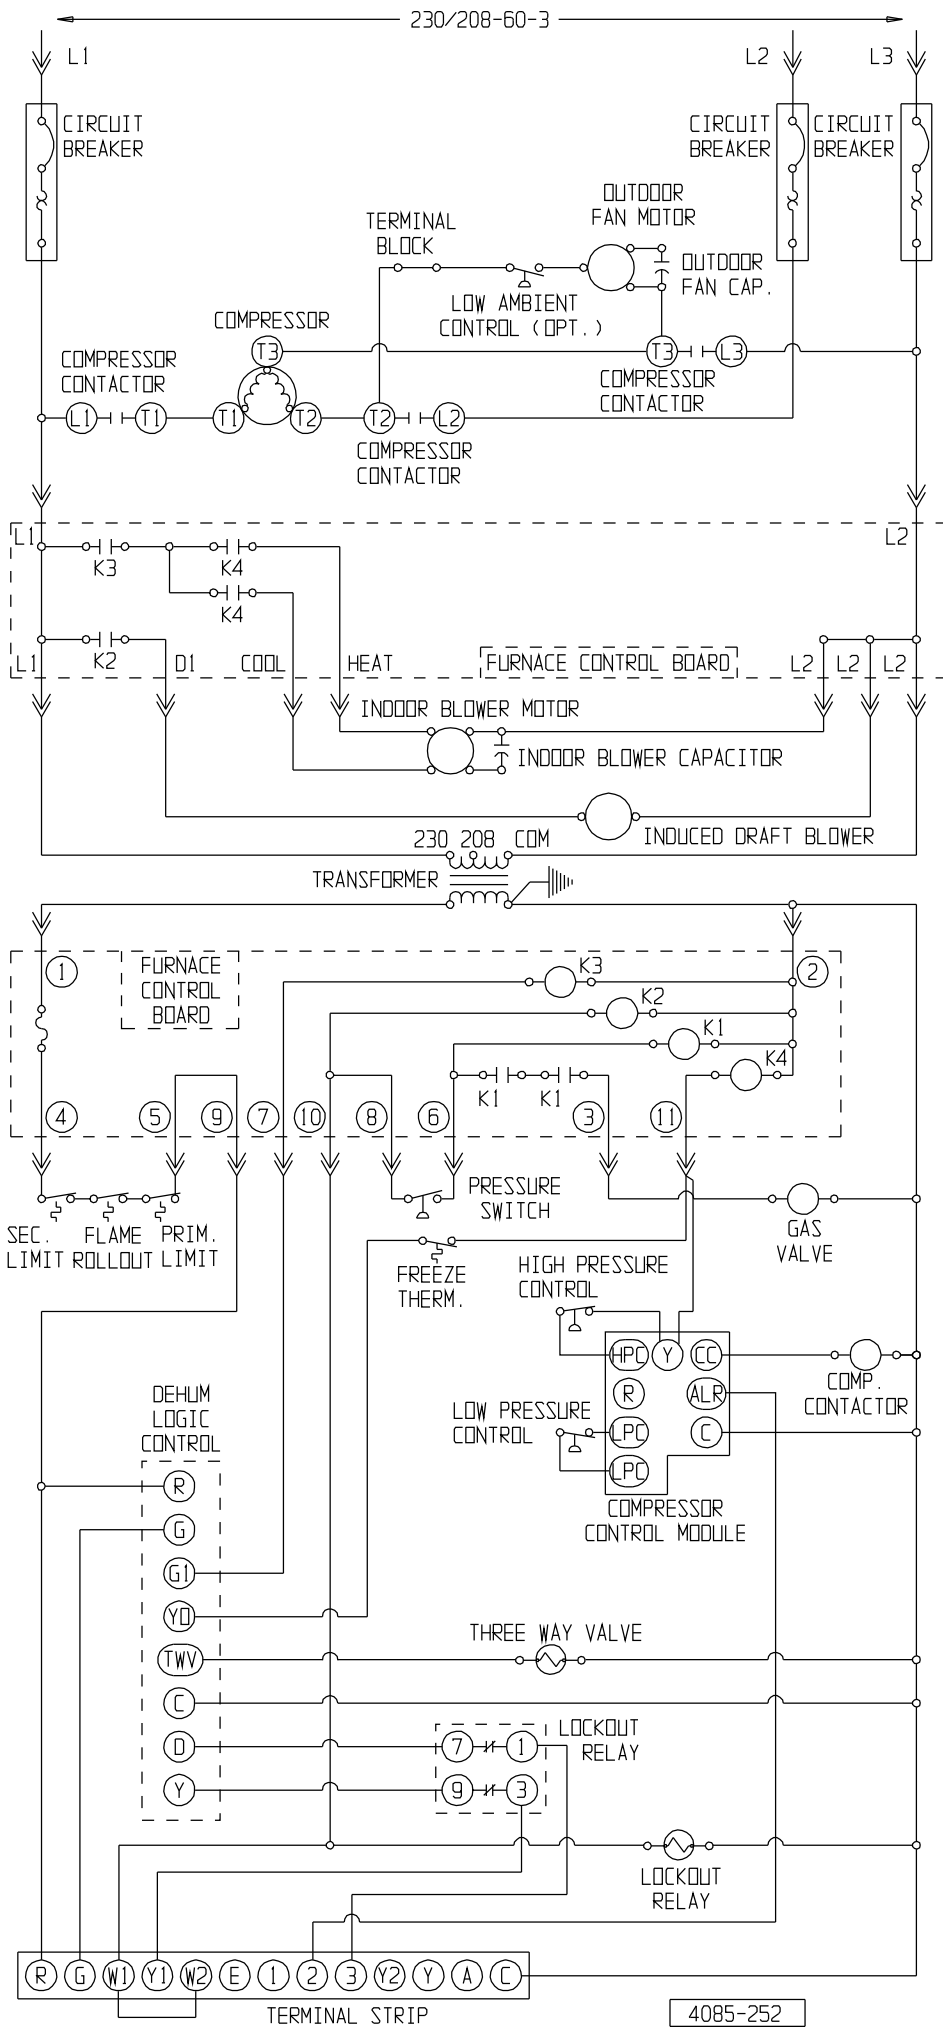 230/208-60-3
L1
L2
L3
CIRCUIT
BREAKER
CIRCUIT
BREAKER
CIRCUIT
BREAKER
OUTDOOR
FAN MOTOR
TERMINAL
BLOCK
OUTDOOR
FAN CAP.
LOW AMBIENT
CONTROL (OPT.)
COMPRESSOR
T3
T3
L3
COMPRESSOR
CONTACTOR
COMPRESSOR
CONTACTOR
L1
T1
T1
T2
T2
L2
COMPRESSOR
CONTACTOR
L1
L2
K3
K4
K4
K2
L1
D1
COOL
HEAT
FURNACE CONTROL BOARD
L2
L2
L2
INDOOR BLOWER MOTOR
INDOOR BLOWER CAPACITOR
INDUCED DRAFT BLOWER
230 208 COM
TRANSFORMER
1
FURNACE
CONTROL
BOARD
K3
2
K2
K1
K4
K1
K1
4
5
9
7
10
8
6
3
11
PRESSURE
SWITCH
SEC.
LIMIT
FLAME
ROLLOUT
PRIM.
LIMIT
GAS
VALVE
FREEZE
THERM.
HIGH PRESSURE
CONTROL
HPC
Y
CC
COMP.
CONTACTOR
R
ALR
LOW PRESSURE
CONTROL
LPC
C
LPC
COMPRESSOR
CONTROL MODULE
DEHUM
LOGIC
CONTROL
R
G
G1
YO
TWV
THREE WAY VALVE
C
D
7
1
LOCKOUT
RELAY
Y
9
3
LOCKOUT
RELAY
R
G
W1
Y1
W2
E
1
2
3
Y2
Y
A
C
TERMINAL STRIP
4085-252